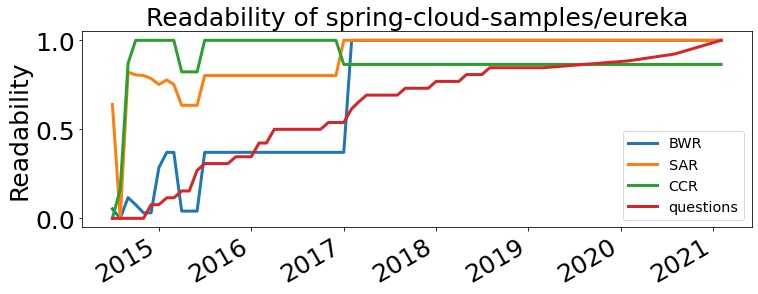 Readability of spring-cloud-samples/eureka
Readability
1.0
0.5
0.0
BWR
SAR
CCR
questions
2015
2016
2017
2018
2019
2020
2021